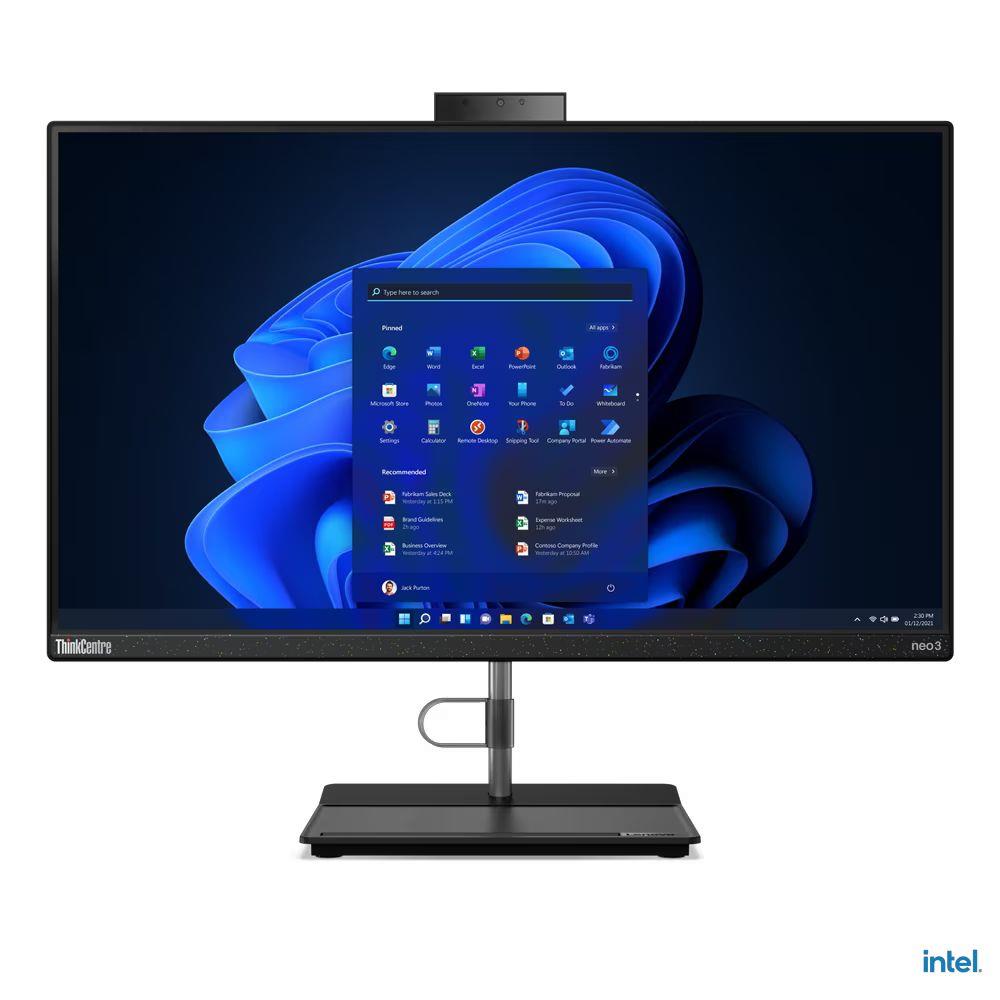 Type here to search
Pinned
All apps >
Edge
Word
Excel
PowerPoint
Outlook
Fabrikam
Microsoft Store
Photos
OneNote
Your Phone
To Do
Whiteboard
Settings
Calculator
Remote Desktop
Snipping Tool
Company Portal
Power Automate
Recommended
More >
Fabrikam Sales Deck
Yesterday at 1:15 PM
Fabrikam Proposal
17m ago
Brand Guidelines
2h ago
Expense Worksheet
12h ago
Business Overview
Yesterday at 4:24 PM
Contoso Company Profile
Yesterday at 10:50 AM
Jack Purton
2:30 PM
01/12/2021
ThinkCentre
neo 3
Lenovo
intel.